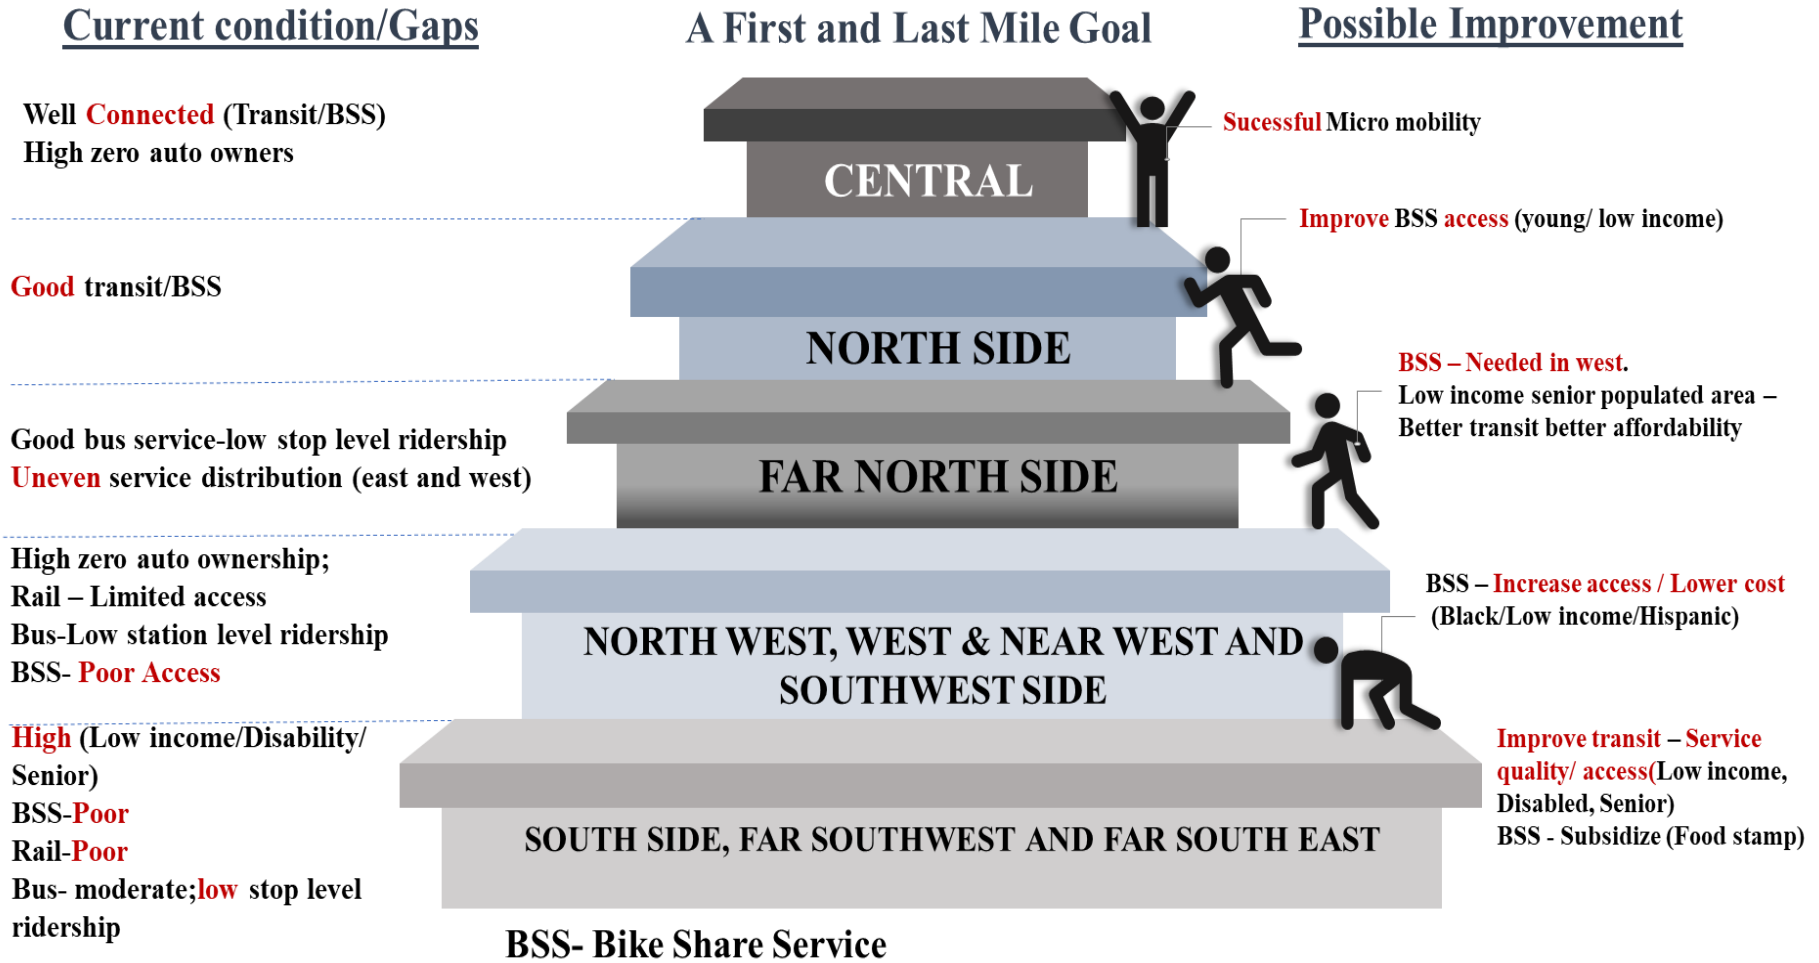 Current condition/Gaps
A First and Last Mile Goal
Possible Improvement
Well Connected (Transit/BSS)
High zero auto owners
CENTRAL
Sucessful Micro mobility
Good transit/BSS
NORTH SIDE
Improve BSS access (young/ low income)
Good bus service-low stop level ridership
Uneven service distribution (east and west)
FAR NORTH SIDE
BSS – Needed in west.
Low income senior populated area –
Better transit better affordability
High zero auto ownership;
Rail – Limited access
Bus-Low station level ridership
BSS- Poor Access
NORTH WEST, WEST & NEAR WEST AND
SOUTHWEST SIDE
BSS – Increase access / Lower cost
(Black/Low income/Hispanic)
High (Low income/Disability/
Senior)
BSS-Poor
Rail-Poor
Bus- moderate;low stop level
ridership
SOUTH SIDE, FAR SOUTHWEST AND FAR SOUTH EAST
Improve transit – Service
quality/ access(Low income,
Disabled, Senior)
BSS - Subsidize (Food stamp)
BSS- Bike Share Service